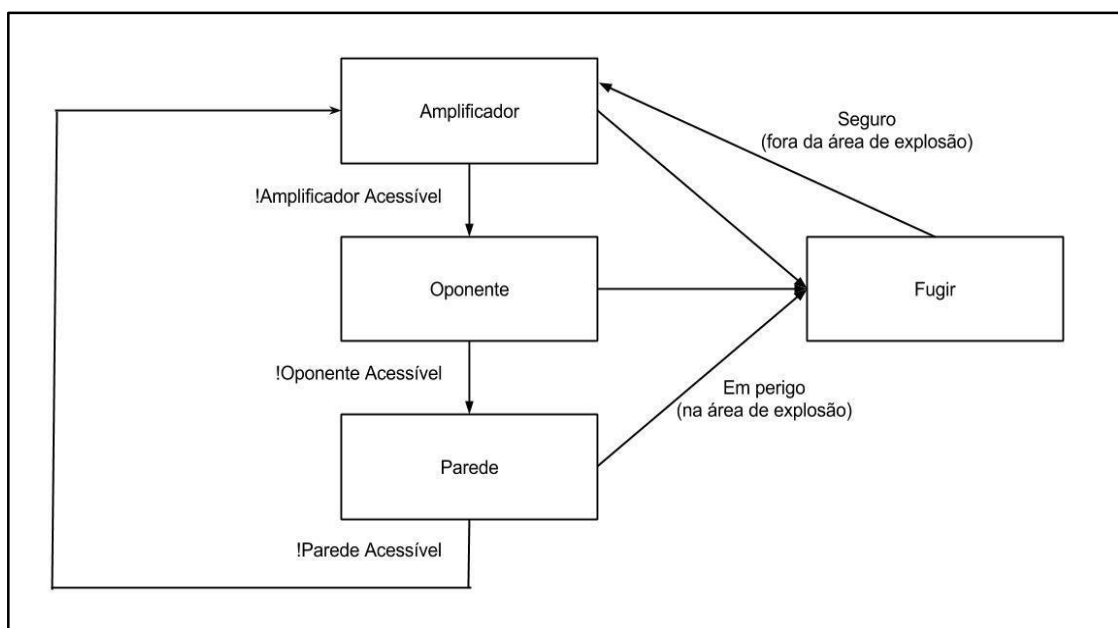 Amplificador
Seguro
(fora da área de explosão)
!Amplificador Acessível
Oponente
Fugir
!Oponente Acessível
Em perigo
(na área de explosão)
Parede
!Parede Acessível